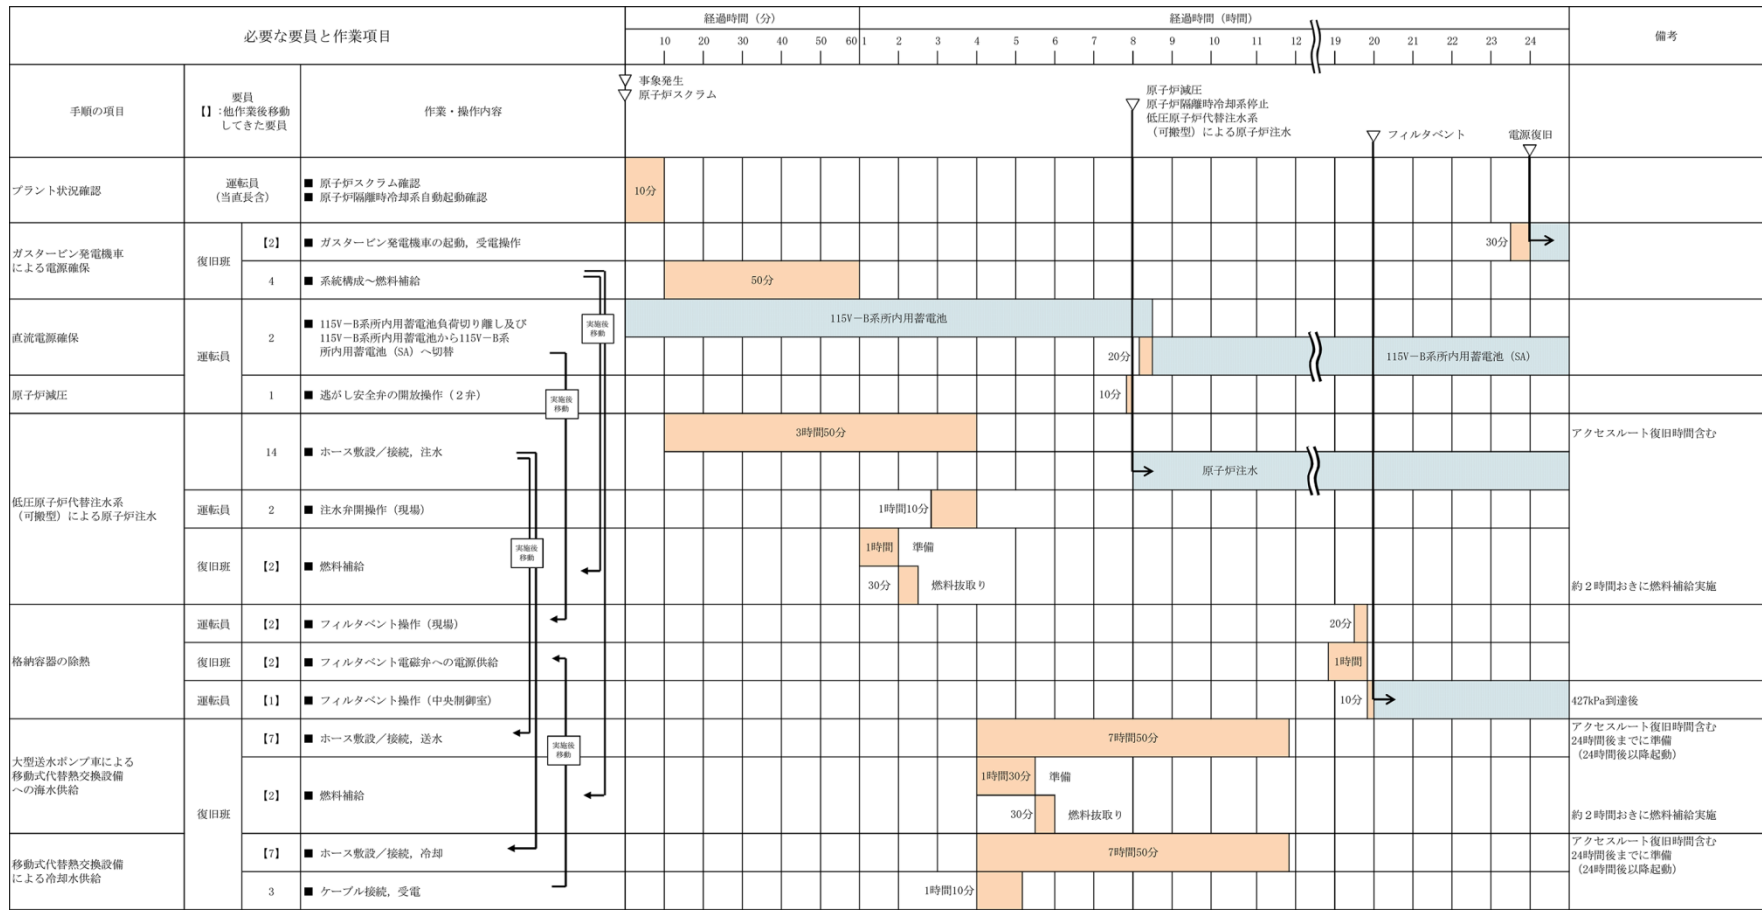 必要な要員と作業項目
経過時間（分）
経過時間（時間）
備考
10 20 30 40 50 60 1 2 3 4 5 6 7 8 9 10 11 12 19 20 21 22 23 24
手順の項目
要員
【】:他作業後移動
してきた要員
作業・操作内容
事象発生
原子炉スクラム
原子炉減圧
原子炉隔離時冷却系停止
低圧原子炉代替注水系
（可搬型）による原子炉注水
フィルタベント
電源復旧
プラント状況確認
運転員
（当直長含）
■ 原子炉スクラム確認
■ 原子炉隔離時冷却系自動起動確認
10分
ガスタービン発電機車
による電源確保
復旧班
【2】
■ ガスタービン発電機車の起動，受電操作
30分
4
■ 系統構成～燃料補給
50分
実施後
移動
直流電源確保
運転員
2
■ 115V－B系所内用蓄電池負荷切り離し及び
115V－B系所内用蓄電池から115V－B系
所内用蓄電池（SA）へ切替
115V－B系所内用蓄電池
20分
115V－B系所内用蓄電池（SA）
原子炉減圧
1
■ 逃がし安全弁の開放操作（２弁）
実施後
移動
10分
低圧原子炉代替注水系
（可搬型）による原子炉注水
14
■ ホース敷設／接続，注水
3時間50分
アクセスルート復旧時間含む
原子炉注水
運転員
2
■ 注水弁開操作（現場）
1時間10分
復旧班
【2】
■ 燃料補給
実施後
移動
1時間
準備
30分
燃料抜取り
約２時間おきに燃料補給実施
格納容器の除熱
運転員
【2】
■ フィルタベント操作（現場）
20分
復旧班
【2】
■ フィルタベント電磁弁への電源供給
1時間
運転員
【1】
■ フィルタベント操作（中央制御室）
10分
427kPa到達後
大型送水ポンプ車による
移動式代替熱交換設備
への海水供給
復旧班
【7】
■ ホース敷設／接続，送水
実施後
移動
7時間50分
アクセスルート復旧時間含む
24時間後までに準備
（24時間後以降起動）
【2】
■ 燃料補給
1時間30分
準備
30分
燃料抜取り
約２時間おきに燃料補給実施
移動式代替熱交換設備
による冷却水供給
【7】
■ ホース敷設／接続，冷却
7時間50分
アクセスルート復旧時間含む
24時間後までに準備
（24時間後以降起動）
3
■ ケーブル接続，受電
1時間10分